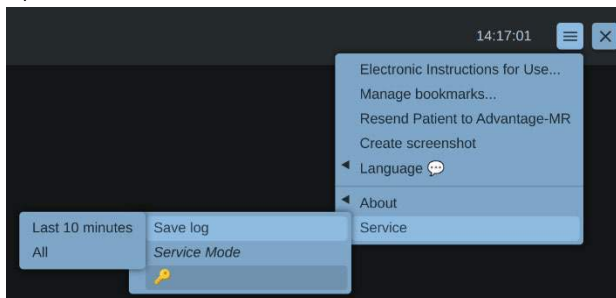 14:17:01
Electronic Instructions for Use...
Manage bookmarks...
Resend Patient to Advantage-MR
Create screenshot
Language 💬
About
Service
Save log
Service Mode
🔑
Last 10 minutes
All